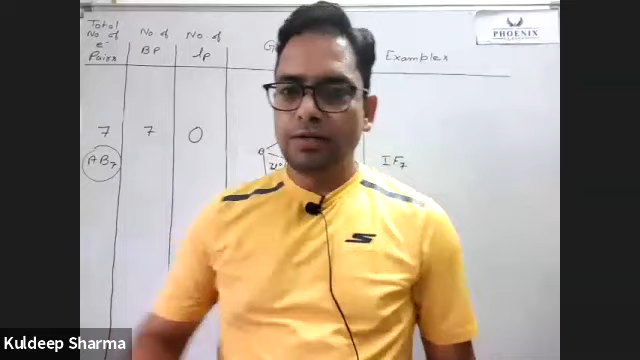 Total
No. of
e⁻
Pairs
No. of
BP
No. of
lp
G
Examples
7
7
0
AB₇
IF₇
PHOENIX
Kuldeep Sharma